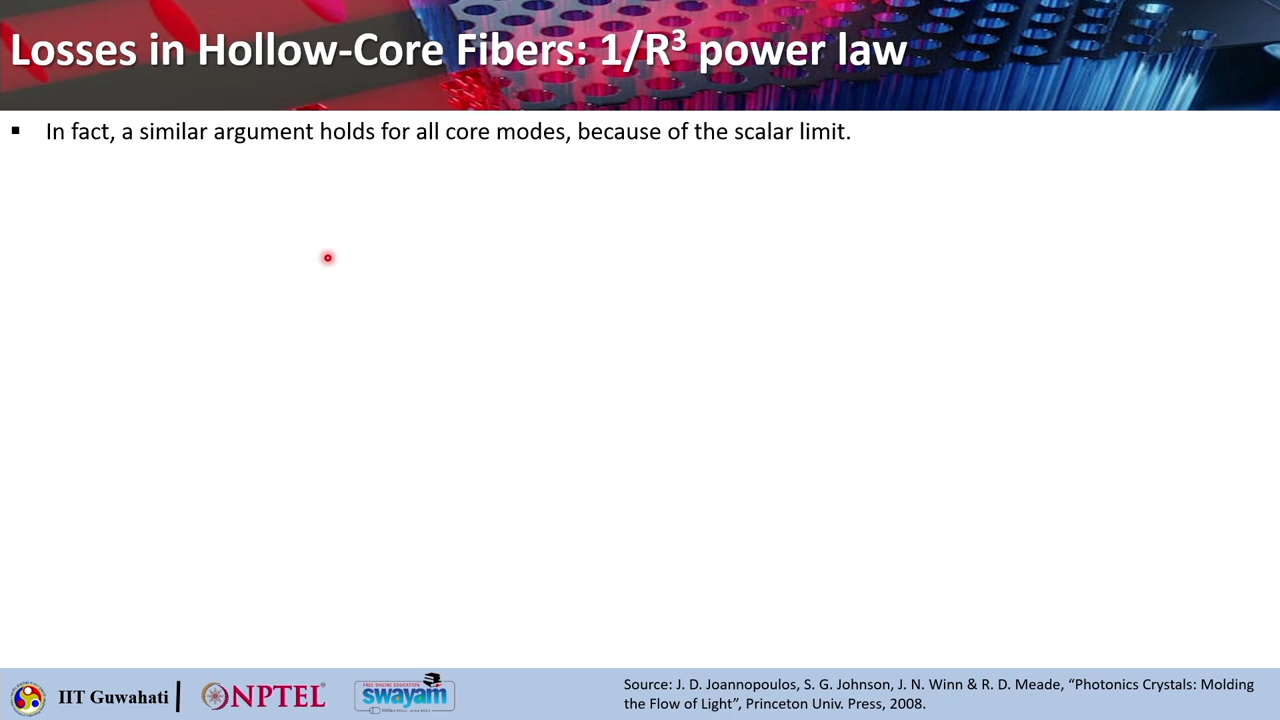 Losses in Hollow-Core Fibers: 1/R³ power law
▪ In fact, a similar argument holds for all core modes, because of the scalar limit.
IIT Guwahati
NPTEL
FREE ONLINE EDUCATION
swayam
Source: J. D. Joannopoulos, S. G. Johnson, J. N. Winn & R. D. Meade, “Photonics Crystals: Molding
the Flow of Light”, Princeton Univ. Press, 2008.